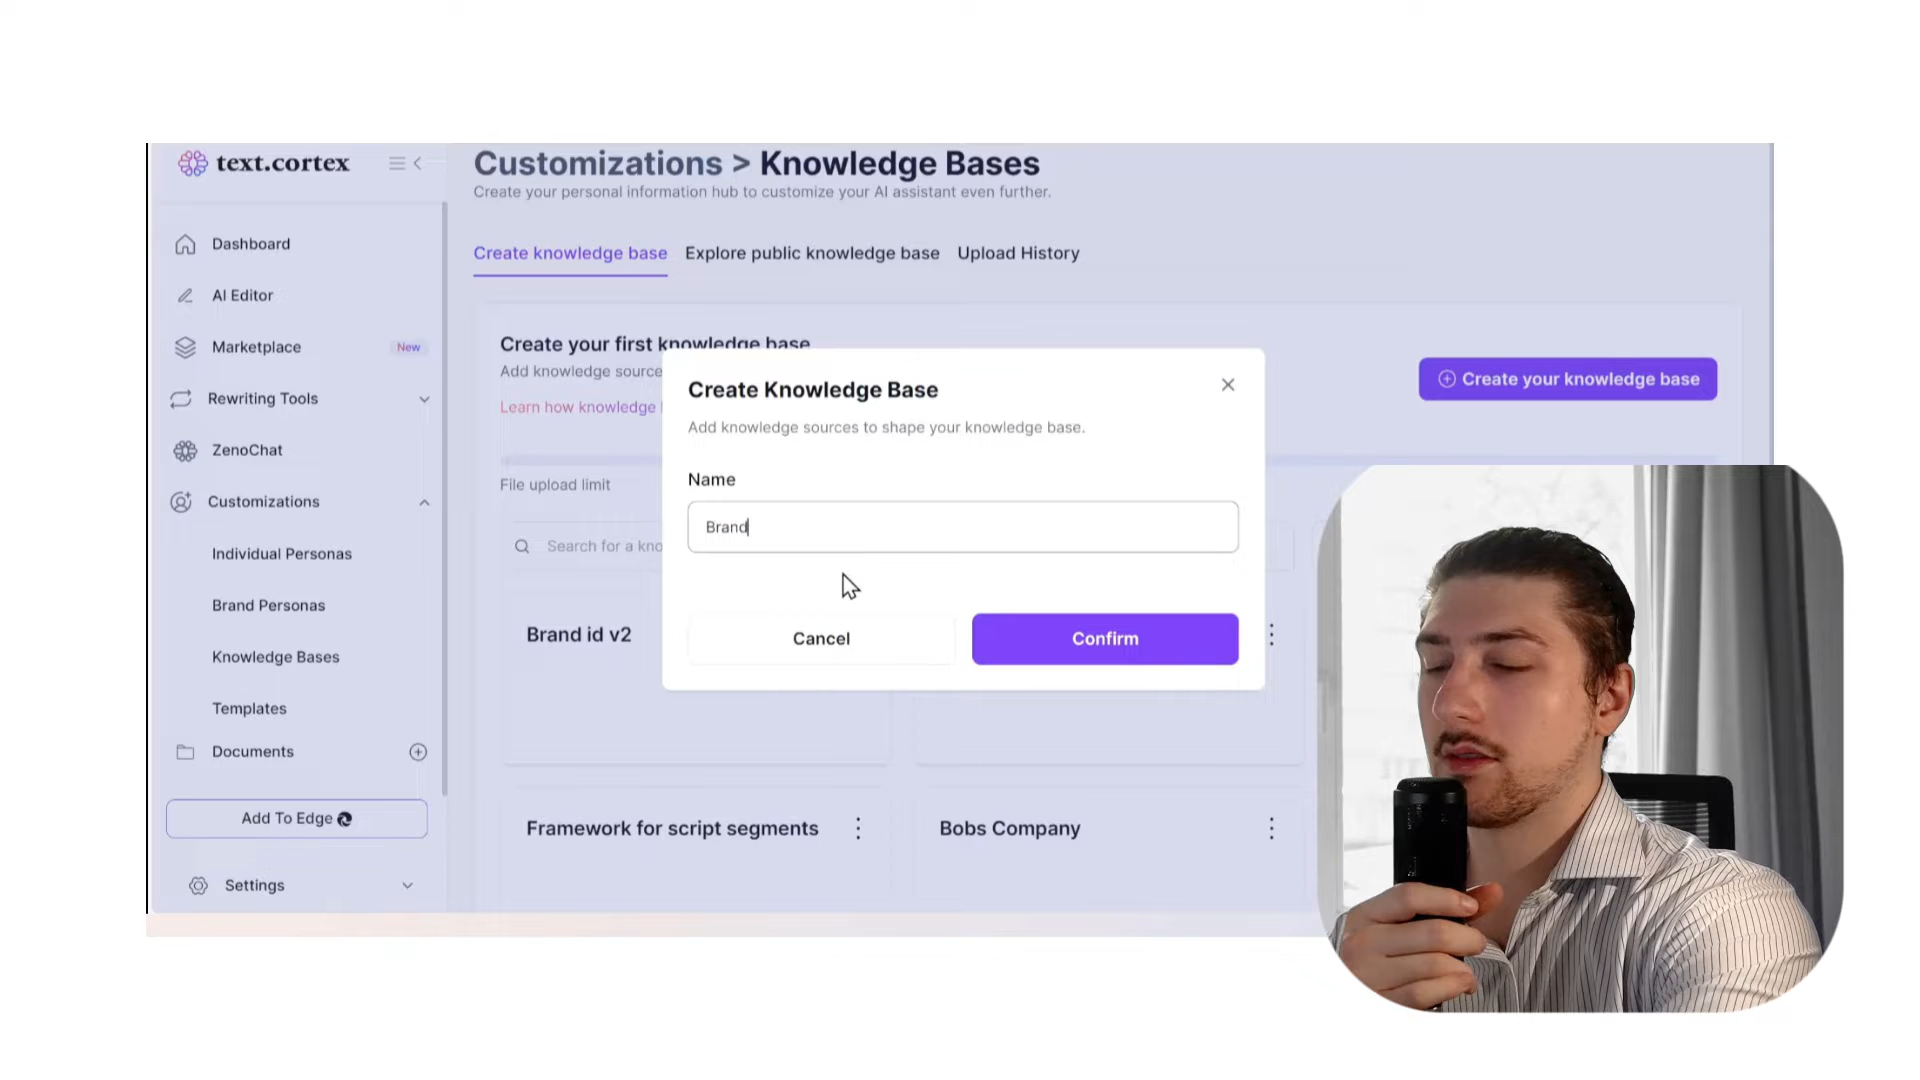 text.cortex
Dashboard
AI Editor
Marketplace New
Rewriting Tools
ZenoChat
Customizations
Individual Personas
Brand Personas
Knowledge Bases
Templates
Documents
Add To Edge
Settings
Customizations > Knowledge Bases
Create your personal information hub to customize your AI assistant even further.
Create knowledge base Explore public knowledge base Upload History
Create your first knowledge base
Add knowledge source
Learn how knowledge
Create your knowledge base
File upload limit
Search for a
Create Knowledge Base
Add knowledge sources to shape your knowledge base.
Name
Brand
Cancel Confirm
Brand id v2
Framework for script segments
Bobs Company